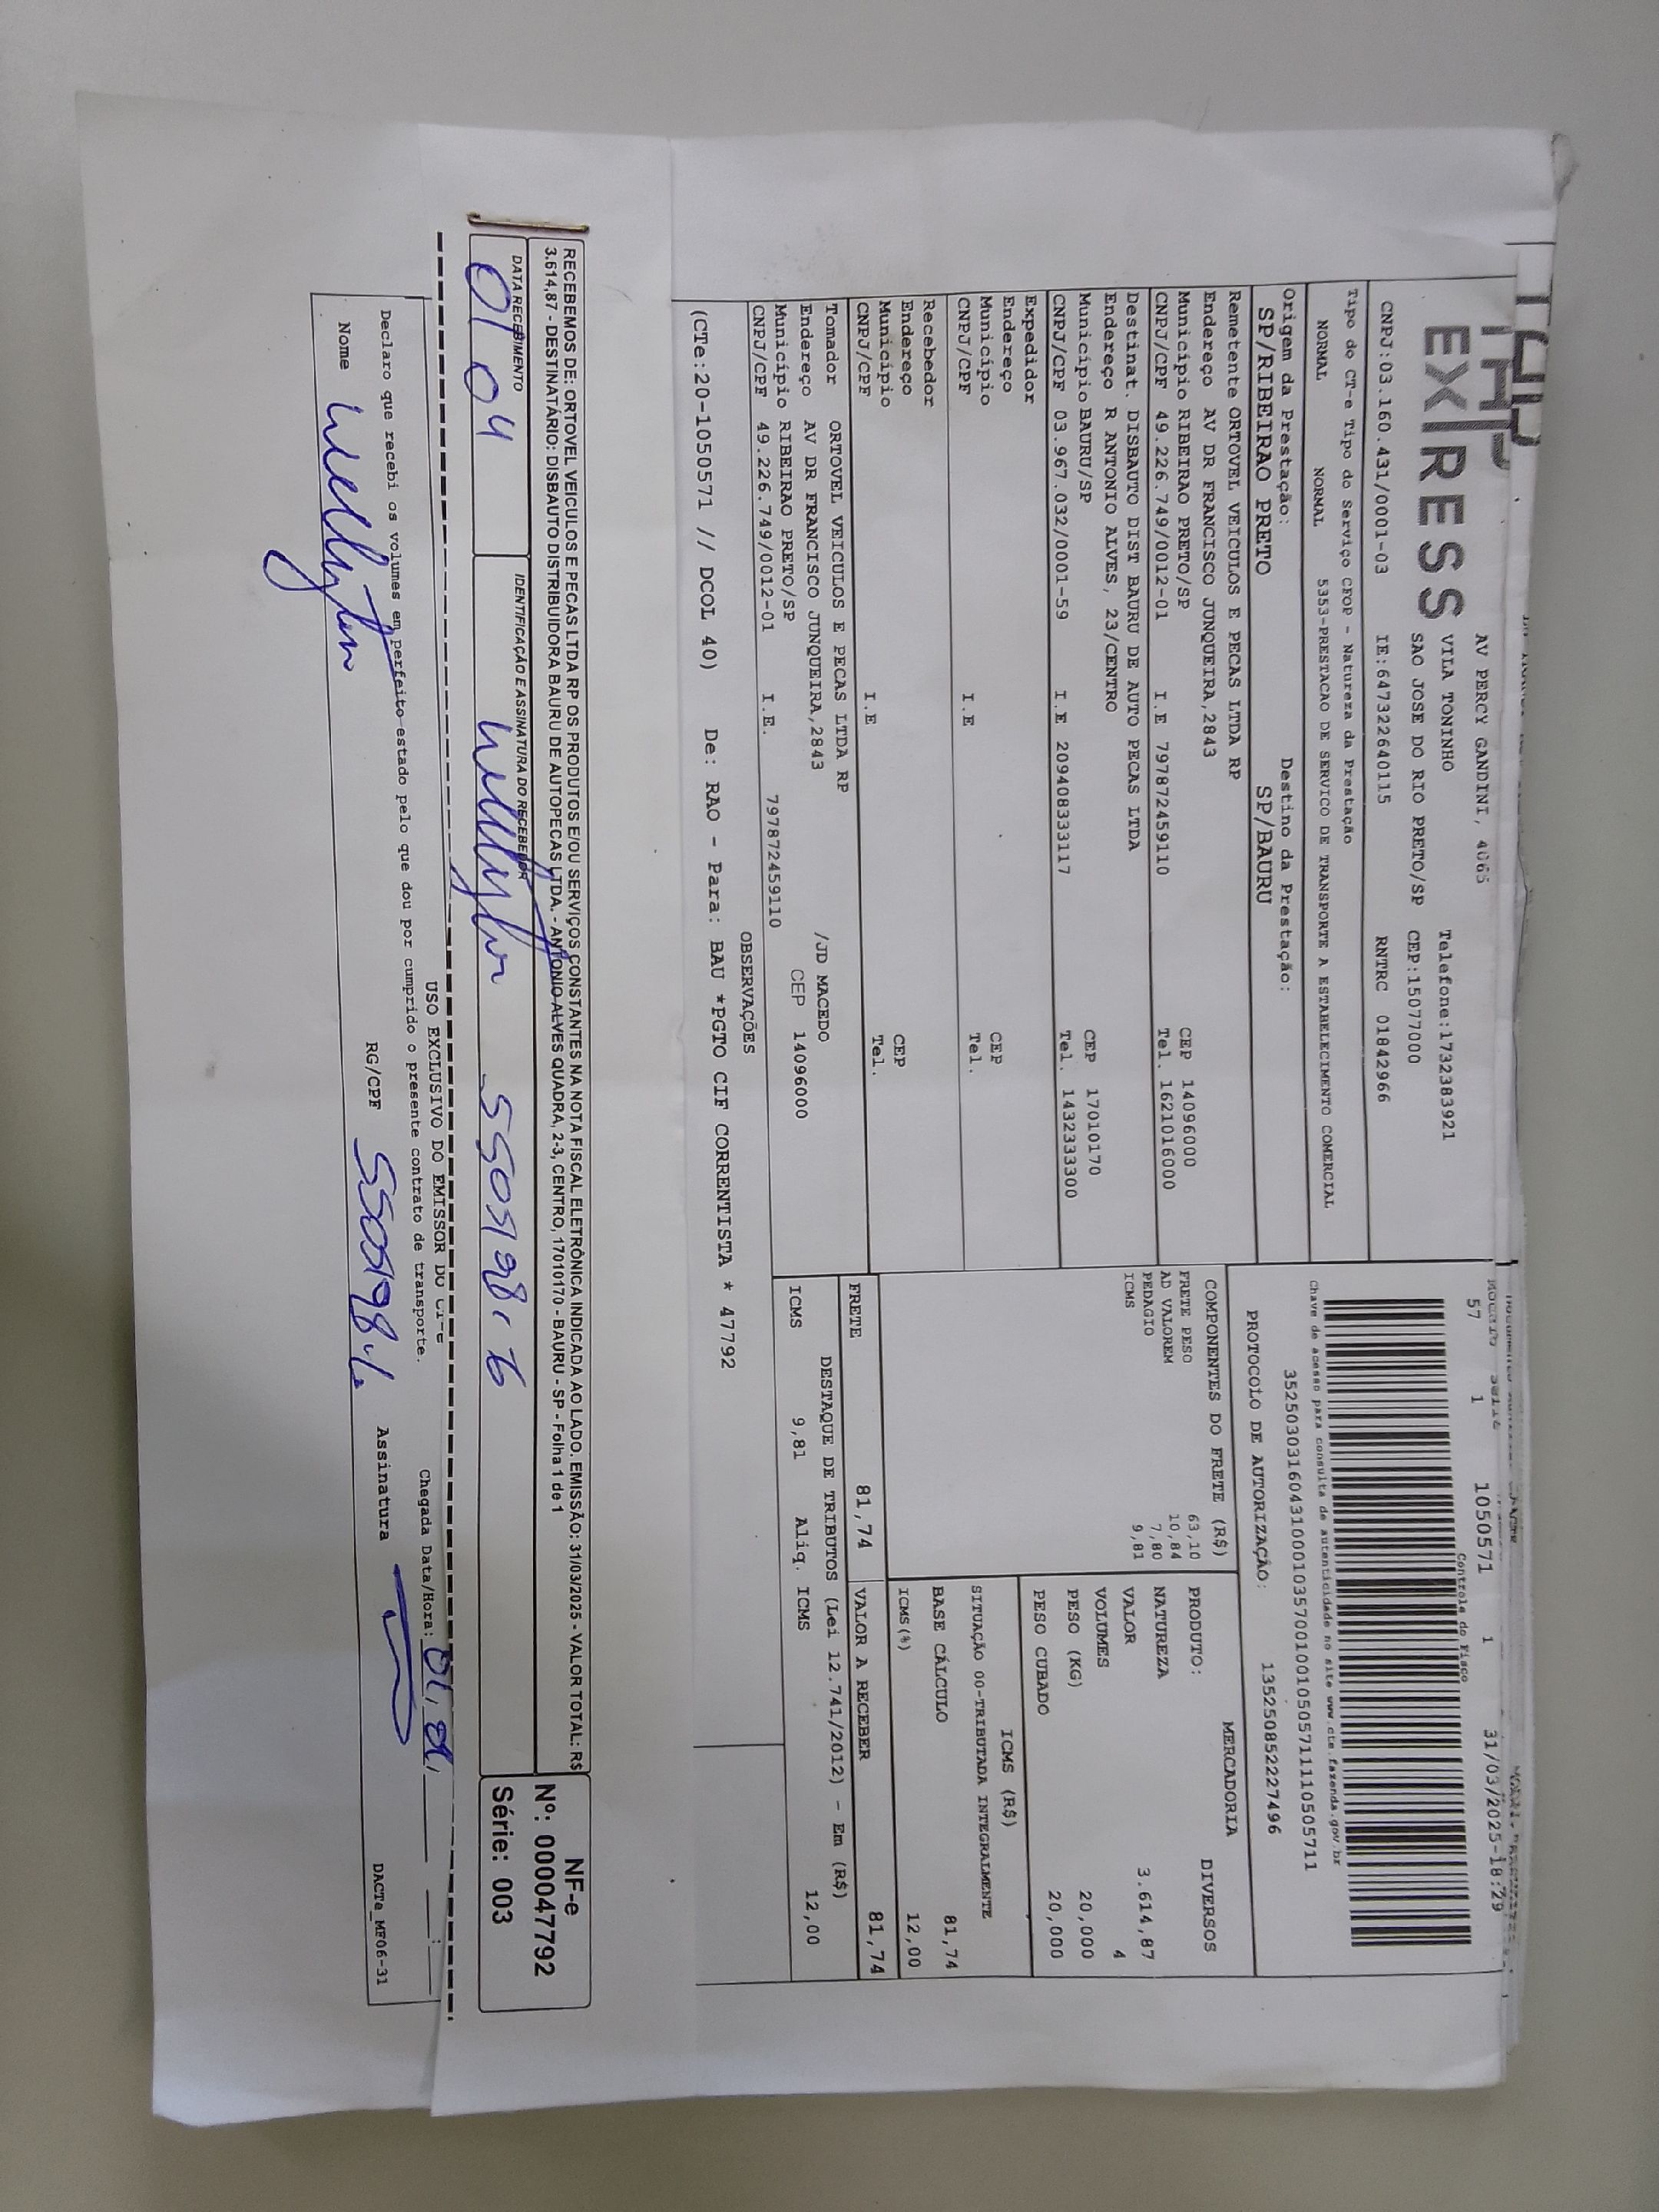 EXPRESS
AV PERCY GANDINI, 4065
VILA TONINHO
Telefone:1732383921
SAO JOSE DO RIO PRETO/SP CEP:15077000
CNPJ:03.160.431/0001-03 IE:647322640115 RNTRC 01842966
57 1 1050571 1 31/03/2025-18:29
Controle do Fisco
Chave de acesso para consulta de autenticidade no site www.cte.fazenda.gov.br
35250303160431000103570010010505711110505711
PROTOCOLO DE AUTORIZAÇÃO: 135250852227496
Tipo do CT-e Tipo do Serviço CFOP - Natureza da Prestação
NORMAL NORMAL 5353-PRESTACAO DE SERVICO DE TRANSPORTE A ESTABELECIMENTO COMERCIAL
Origem da Prestação: Destino da Prestação:
SP/RIBEIRAO PRETO SP/BAURU
Remetente ORTOVEL VEICULOS E PECAS LTDA RP
Endereço AV DR FRANCISCO JUNQUEIRA,2843
Município RIBEIRAO PRETO/SP CEP 14096000
CNPJ/CPF 49.226.749/0012-01 I.E 797872459110 Tel. 1621016000
Destinat. DISBAUTO DIST BAURU DE AUTO PECAS LTDA
Endereço R ANTONIO ALVES, 23/CENTRO
Município BAURU/SP CEP 17010170
CNPJ/CPF 03.967.032/0001-59 I.E 209408333117 Tel. 1432333300
Expedidor
Endereço
Município CEP
CNPJ/CPF I.E Tel.
Recebedor
Endereço
Município CEP
CNPJ/CPF I.E Tel.
Tomador ORTOVEL VEICULOS E PECAS LTDA RP
Endereço AV DR FRANCISCO JUNQUEIRA,2843 /JD MACEDO
Município RIBEIRAO PRETO/SP CEP 14096000
CNPJ/CPF 49.226.749/0012-01 I.E. 797872459110
COMPONENTES DO FRETE (R$)
FRETE PESO 63,10
AD VALOREM 10,84
PEDAGIO 7,80
ICMS 9,81
MERCADORIA
PRODUTO: DIVERSOS
NATUREZA
VALOR 3.614,87
VOLUMES 4
PESO (KG) 20,000
PESO CUBADO 20,000
ICMS (R$)
SITUAÇÃO 00-TRIBUTADA INTEGRALMENTE
BASE CÁLCULO 81,74
ICMS(%) 12,00
FRETE 81,74 VALOR A RECEBER 81,74
DESTAQUE DE TRIBUTOS (Lei 12.741/2012) - Em (R$)
ICMS 9,81 Aliq. ICMS 12,00
OBSERVAÇÕES
(CTe:20-1050571 // DCOL 40) De: RAO - Para: BAU *PGTO CIF CORRENTISTA * 47792
RECEBEMOS DE: ORTOVEL VEICULOS E PECAS LTDA RP OS PRODUTOS E/OU SERVIÇOS CONSTANTES NA NOTA FISCAL ELETRÔNICA INDICADA AO LADO. EMISSÃO: 31/03/2025 - VALOR TOTAL: R$
3.614,87 - DESTINATÁRIO: DISBAUTO DISTRIBUIDORA BAURU DE AUTOPECAS LTDA. - ANTONIO ALVES QUADRA, 2-3, CENTRO, 17010170 - BAURU - SP - Folha 1 de 1
DATA RECEBIMENTO IDENTIFICAÇÃO E ASSINATURA DO RECEBEDOR
01 04 Wellington 5505198-6
NF-e
Nº: 000047792
Série: 003
USO EXCLUSIVO DO EMISSOR DO CT-e
Declaro que recebi os volumes em perfeito estado pelo que dou por cumprido o presente contrato de transporte. Chegada Data/Hora:
Nome Wellington RG/CPF Assinatura
DACTe_MF06-31